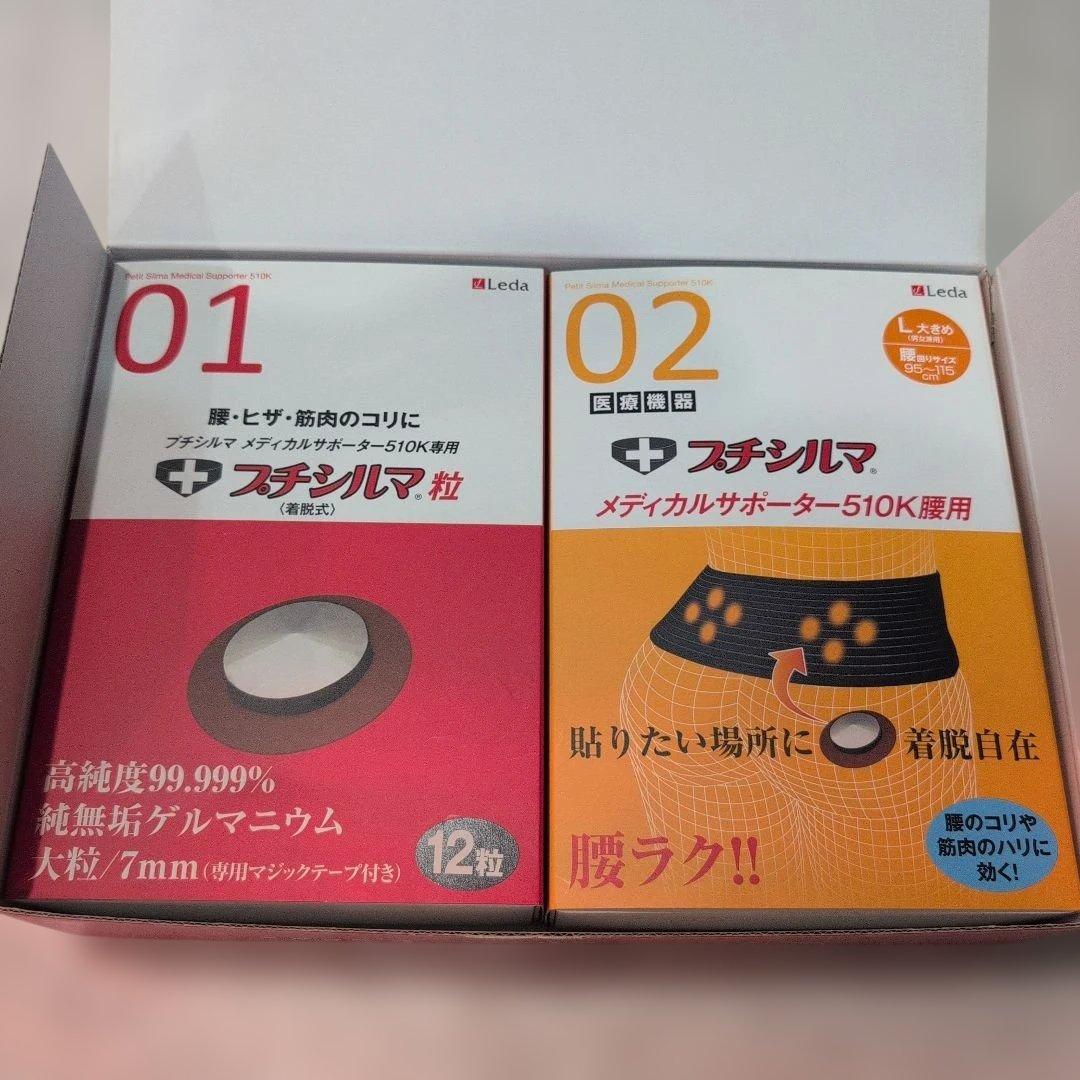 Petit Silma Medical Supporter 510K
01
Leda
腰・ヒザ・筋肉のコリに
プチシルマ メディカルサポーター510K専用
プチシルマ®粒
〈着脱式〉
高純度99.999%
純無垢ゲルマニウム
大粒/7mm(専用マジックテープ付き)
12粒
Petit Silma Medical Supporter 510K
02
Leda
L 大きめ
(男女兼用)
腰回りサイズ
95〜115
cm
医療機器
プチシルマ®
メディカルサポーター510K腰用
貼りたい場所に 着脱自在
腰ラク!!
腰のコリや
筋肉のハリに
効く!